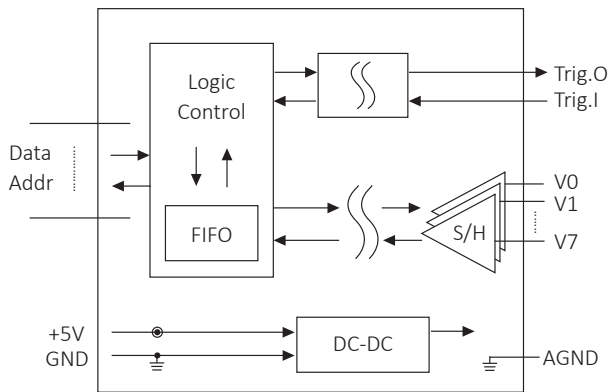 Logic
Control
Trig.O
Trig.I
Data
Addr
FIFO
S/H
V0
V1
V7
+5V
GND
DC-DC
AGND